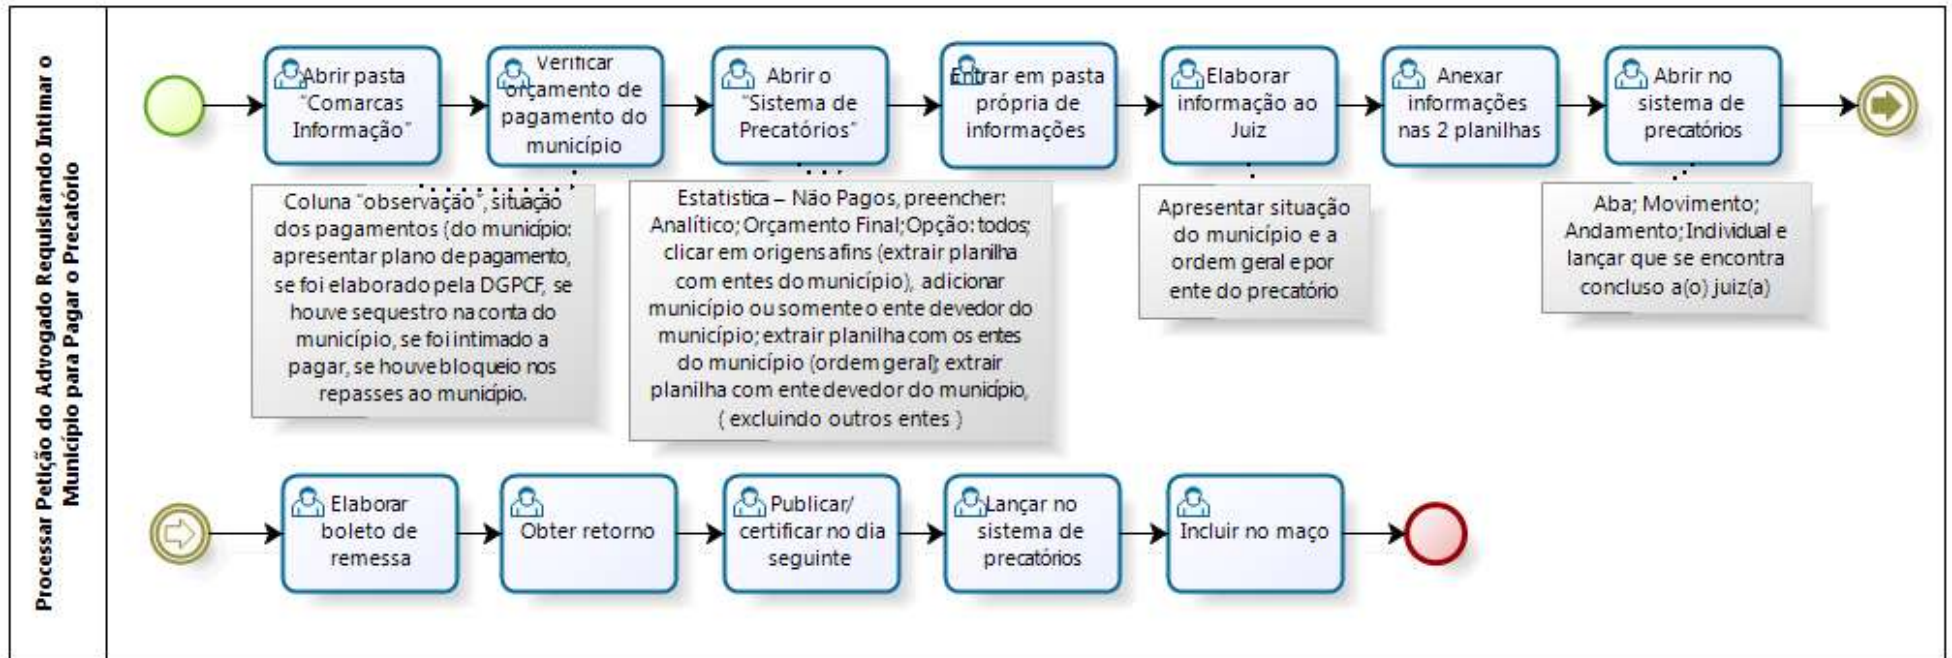 Processar Petição do Advogado Requisitando Intimar o
Município para Pagar o Precatório
Abrir pasta
"Comarcas
Informação"
Verificar
orçamento de
pagamento do
município
Abrir o
"Sistema de
Precatórios"
Entrar em pasta
própria de
informações
Elaborar
informação ao
Juiz
Anexar
informações
nas 2 planilhas
Abrir no
sistema de
precatórios
Coluna "observação", situação
dos pagamentos (do município:
apresentar plano de pagamento,
se foi elaborado pela DGPCF, se
houve sequestro na conta do
município, se foi intimado a
pagar, se houve bloqueio nos
repasses ao município.
Estatística – Não Pagos, preencher:
Analítico; Orçamento Final; Opção: todos;
clicar em origens afins (extrair planilha
com entes do município), adicionar
município ou somente o ente devedor do
município; extrair planilha com os entes
do município (ordem geral); extrair
planilha com ente devedor do município,
( excluindo outros entes )
Apresentar situação
do município e a
ordem geral e por
ente do precatório
Aba; Movimento;
Andamento; Individual e
lançar que se encontra
concluso a(o) juiz(a)
Elaborar
boleto de
remessa
Obter retorno
Publicar/
certificar no dia
seguinte
Lançar no
sistema de
precatórios
Incluir no maço